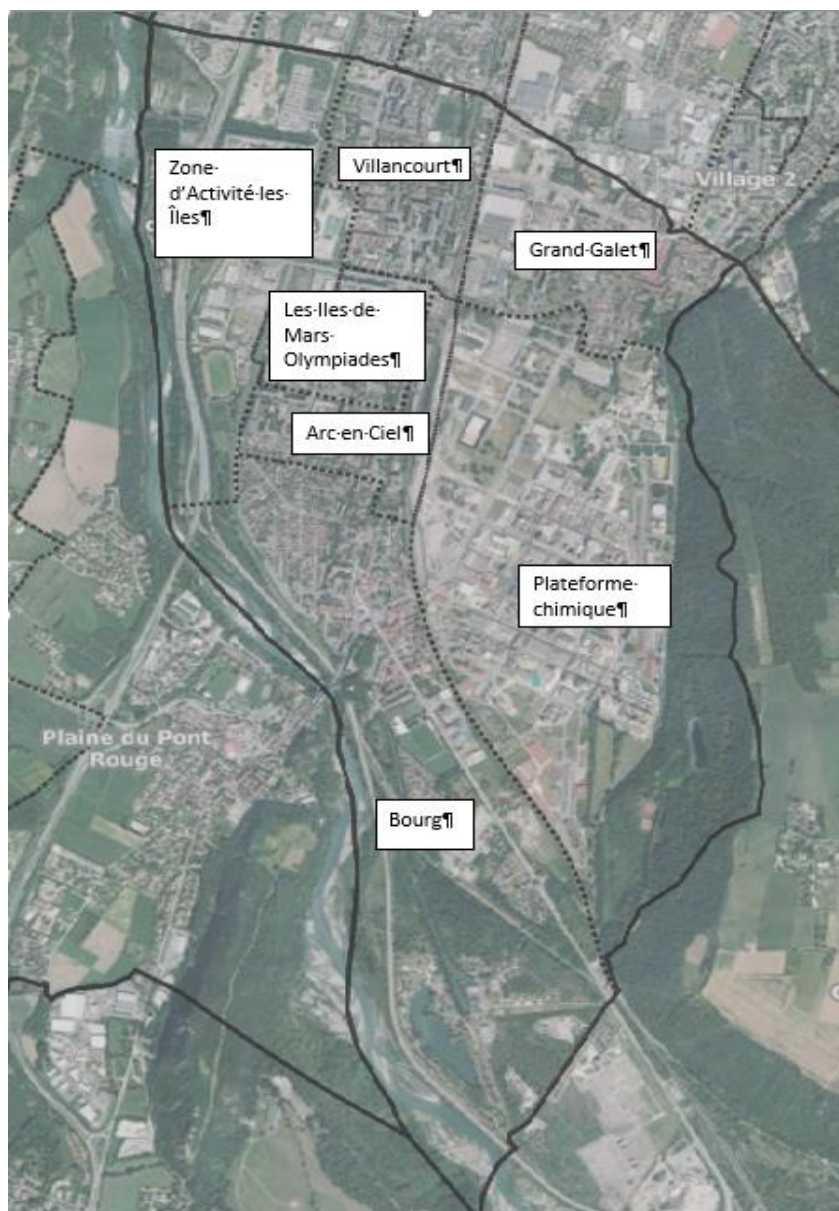 Zone·
d'Activité·les·
Îles¶
Villancourt¶
Village 2
Grand·Galet¶
Les·Iles·de·
Mars·
Olympiades¶
Arc·en·Ciel¶
Plateforme·
chimique¶
Plaine du Pont
Rouge
Bourg¶